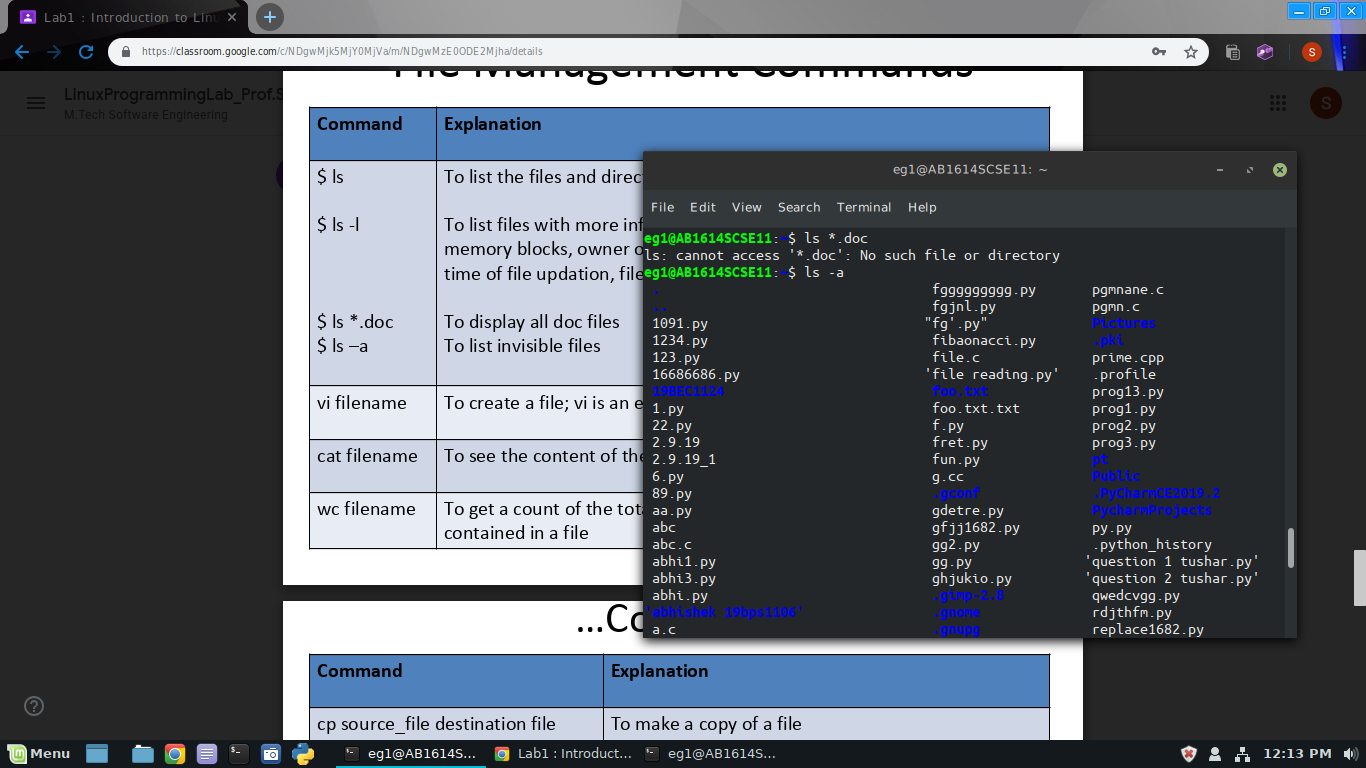 Lab1 : Introduction to Linu
https://classroom.google.com/c/NDgwMjk5MjY0MjVa/m/NDgwMzE0ODE2Mjha/details
S
LinuxProgrammingLab_Prof.S
M.Tech Software Engineering
S
File Management Commands
Command Explanation
$ ls To list the files and direc
$ ls -l To list files with more inf
memory blocks, owner o
time of file updation, file
$ ls *.doc To display all doc files
$ ls –a To list invisible files
vi filename To create a file; vi is an e
cat filename To see the content of the
wc filename To get a count of the tota
contained in a file
...Co
Command Explanation
cp source_file destination file To make a copy of a file
eg1@AB1614SCSE11: ~
File Edit View Search Terminal Help
eg1@AB1614SCSE11:~$ ls *.doc
ls: cannot access '*.doc': No such file or directory
eg1@AB1614SCSE11:~$ ls -a
. fggggggggg.py pgmnane.c
.. fgjnl.py pgmn.c
1091.py "fg'.py" Pictures
1234.py fibaonacci.py .pki
123.py file.c prime.cpp
16686686.py 'file reading.py' .profile
19BEC1124 foo.txt prog13.py
1.py foo.txt.txt prog1.py
22.py f.py prog2.py
2.9.19 fret.py prog3.py
2.9.19_1 fun.py pt
6.py g.cc Public
89.py .gconf .PyCharmCE2019.2
aa.py gdetre.py PycharmProjects
abc gfjj1682.py py.py
abc.c gg2.py .python_history
abhi1.py gg.py 'question 1 tushar.py'
abhi3.py ghjukio.py 'question 2 tushar.py'
abhi.py .gimp-2.8 qwedcvgg.py
'abhishek 19bps1106' .gnome rdjthfm.py
a.c .gnupg replace1682.py
Menu
eg1@AB1614S...
Lab1 : Introduct...
eg1@AB1614S...
12:13 PM